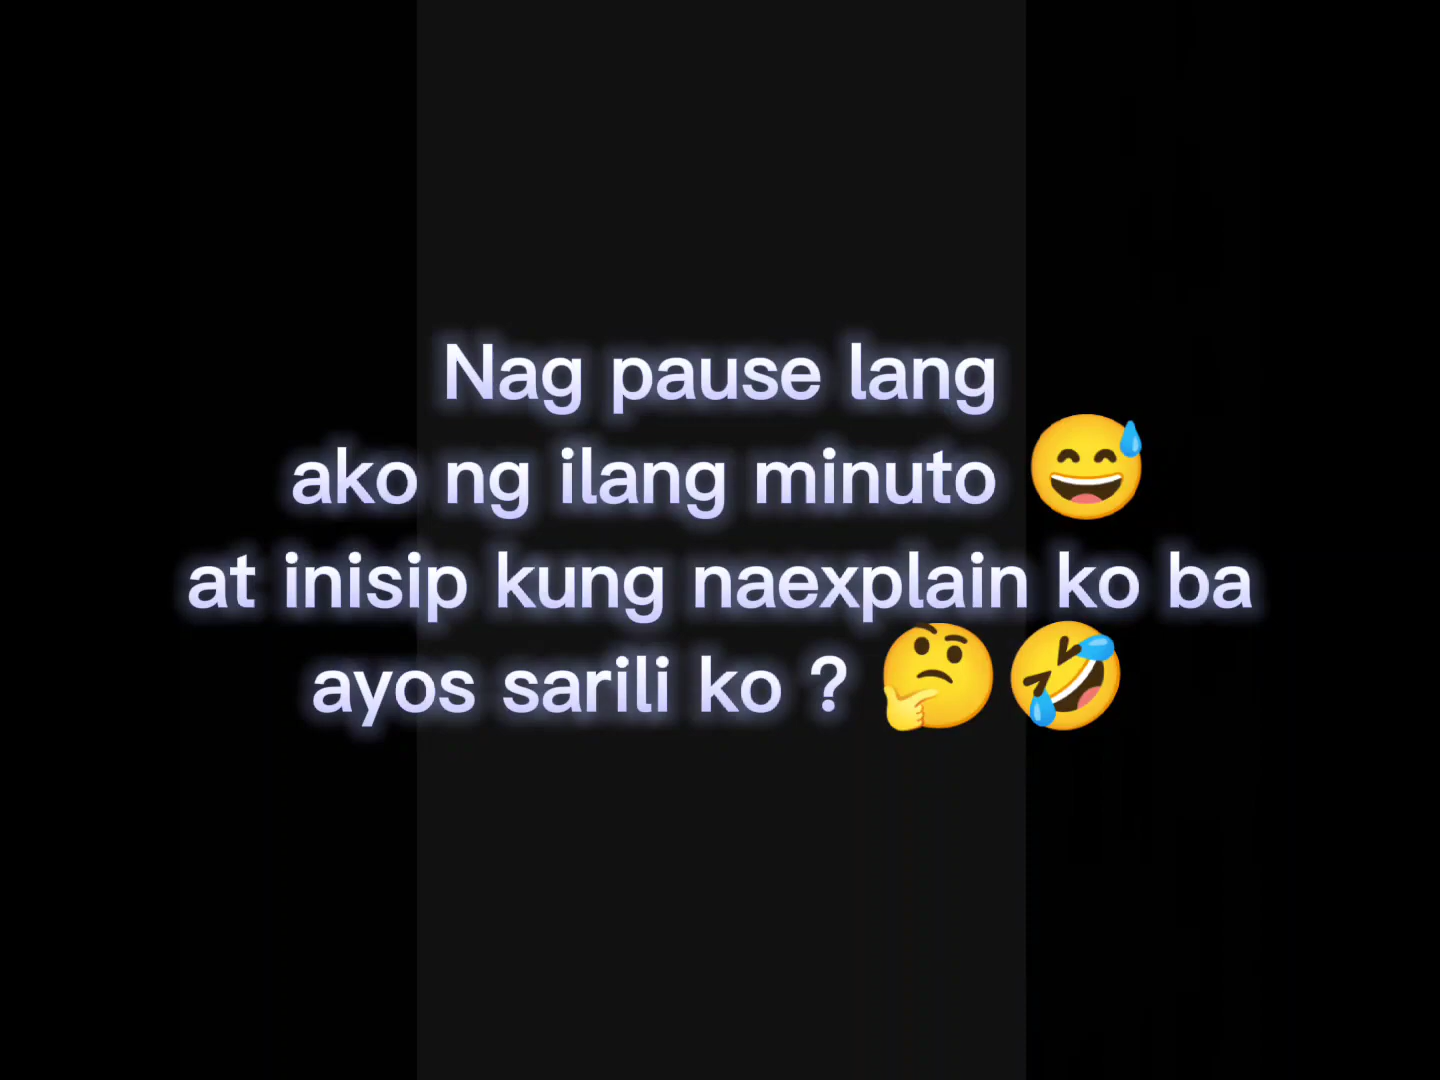 Nag pause lang
ako ng ilang minuto 😅
at inisip kung naexplain ko ba
ayos sarili ko ? 🤔🤣